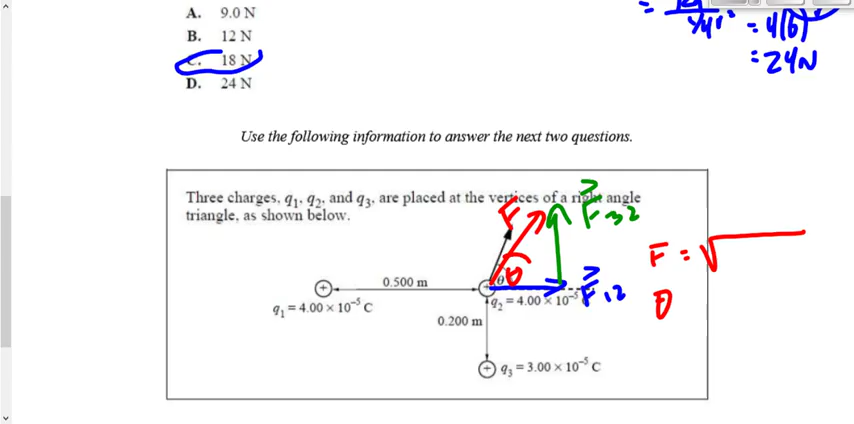 A. 9.0 N
B. 12 N
C. 18 N
D. 24 N
= 4(6)
= 24N
Use the following information to answer the next two questions.
Three charges, q₁, q₂, and q₃, are placed at the vertices of a right angle
triangle, as shown below.
F
F 32
F = √
θ
θ
θ
0.500 m
F 12
q₁ = 4.00 × 10⁻⁵ C
q₂ = 4.00 × 10⁻⁵
0.200 m
q₃ = 3.00 × 10⁻⁵ C